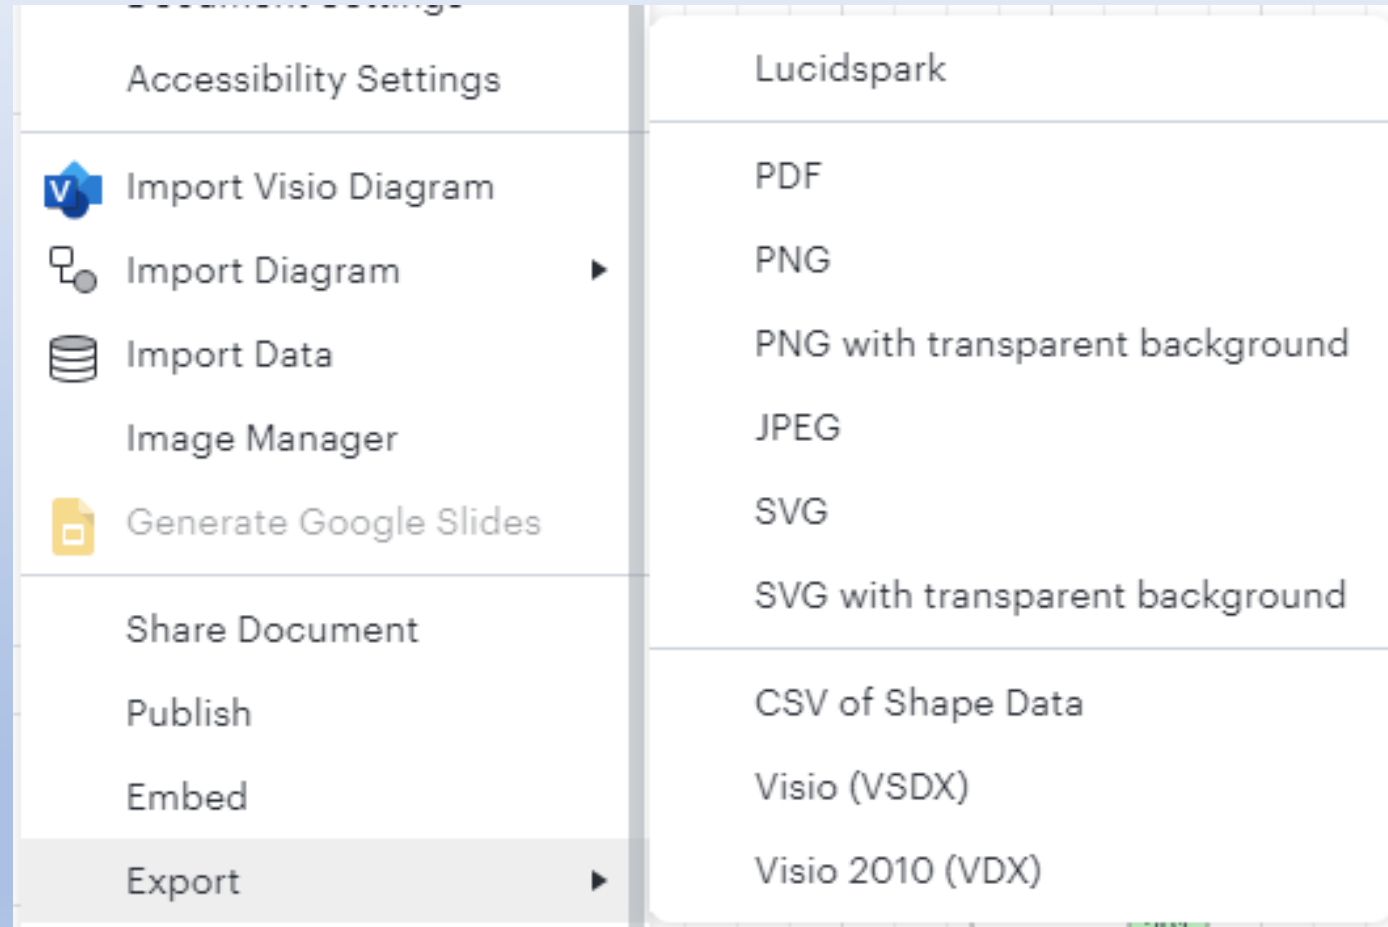 Document Settings
Accessibility Settings
Import Visio Diagram
Import Diagram
Import Data
Image Manager
Generate Google Slides
Share Document
Publish
Embed
Export
Lucidspark
PDF
PNG
PNG with transparent background
JPEG
SVG
SVG with transparent background
CSV of Shape Data
Visio (VSDX)
Visio 2010 (VDX)